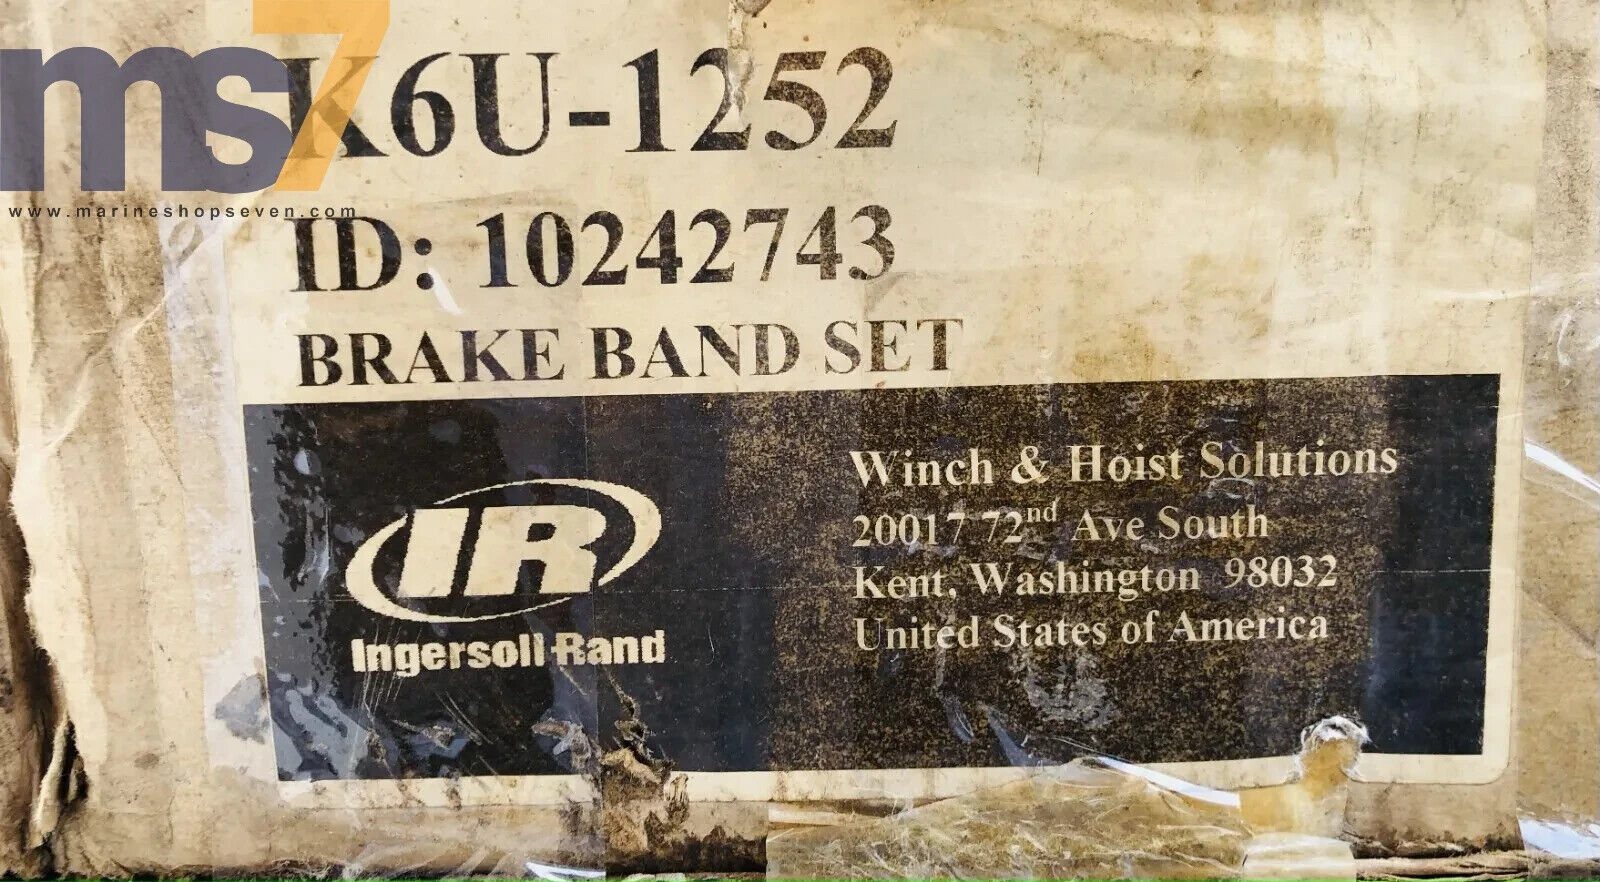 ms7
www.marineshopseven.com
K6U-1252
ID: 10242743
BRAKE BAND SET
IR
Ingersoll-Rand
Winch & Hoist Solutions
20017 72nd Ave South
Kent, Washington 98032
United States of America